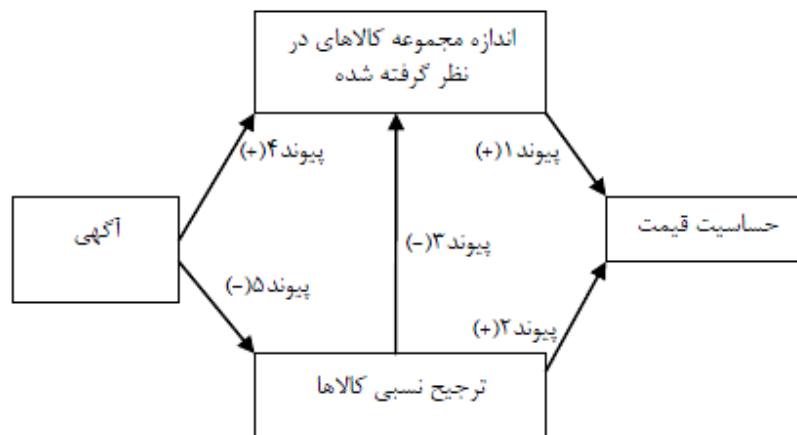 اندازه مجموعه کالاهای در
نظر گرفته شده
پیوند۱(+)
پیوند۴(+)
حساسیت قیمت
پیوند۳(-)
آگهی
پیوند۵(-)
پیوند۲(+)
ترجیح نسبی کالاها